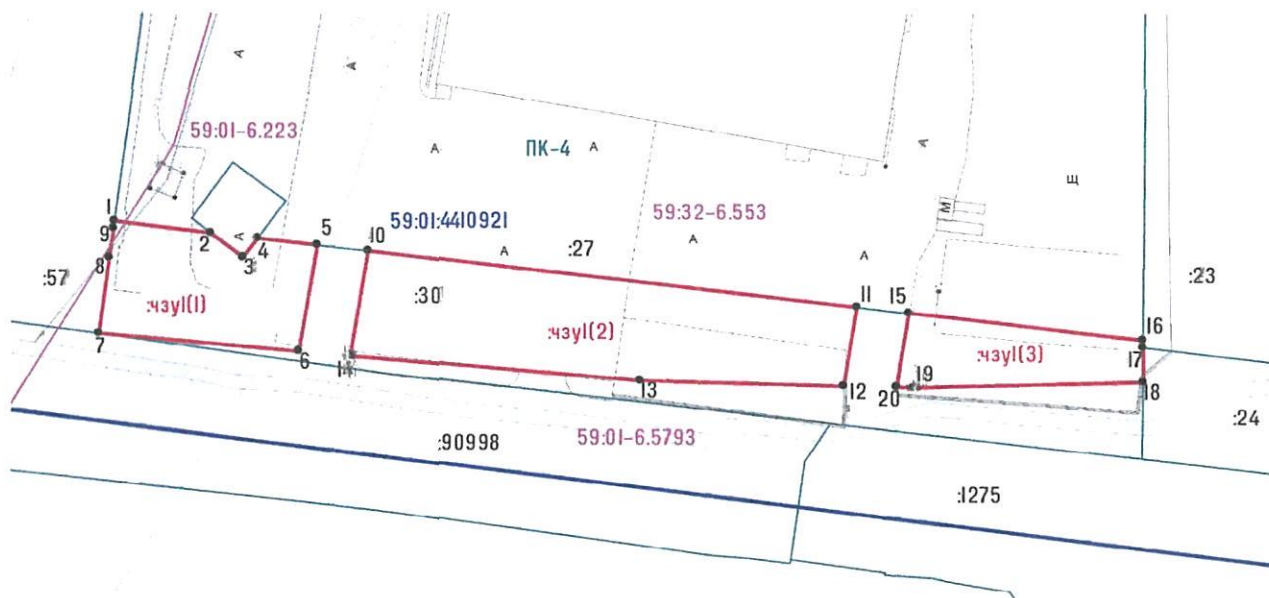 А
А
59:01-6.223
А
ПК-4
А
А
Щ
59:32-6.553
М
1
9
2
А
3
4
5
10
59:01:4410921
А
:27
А
А
:23
:57
8
:чзу1(1)
:30
:чзу1(2)
11
15
:чзу1(3)
16
17
7
6
14
13
12
20
19
18
:24
:90998
59:01-6.5793
:1275